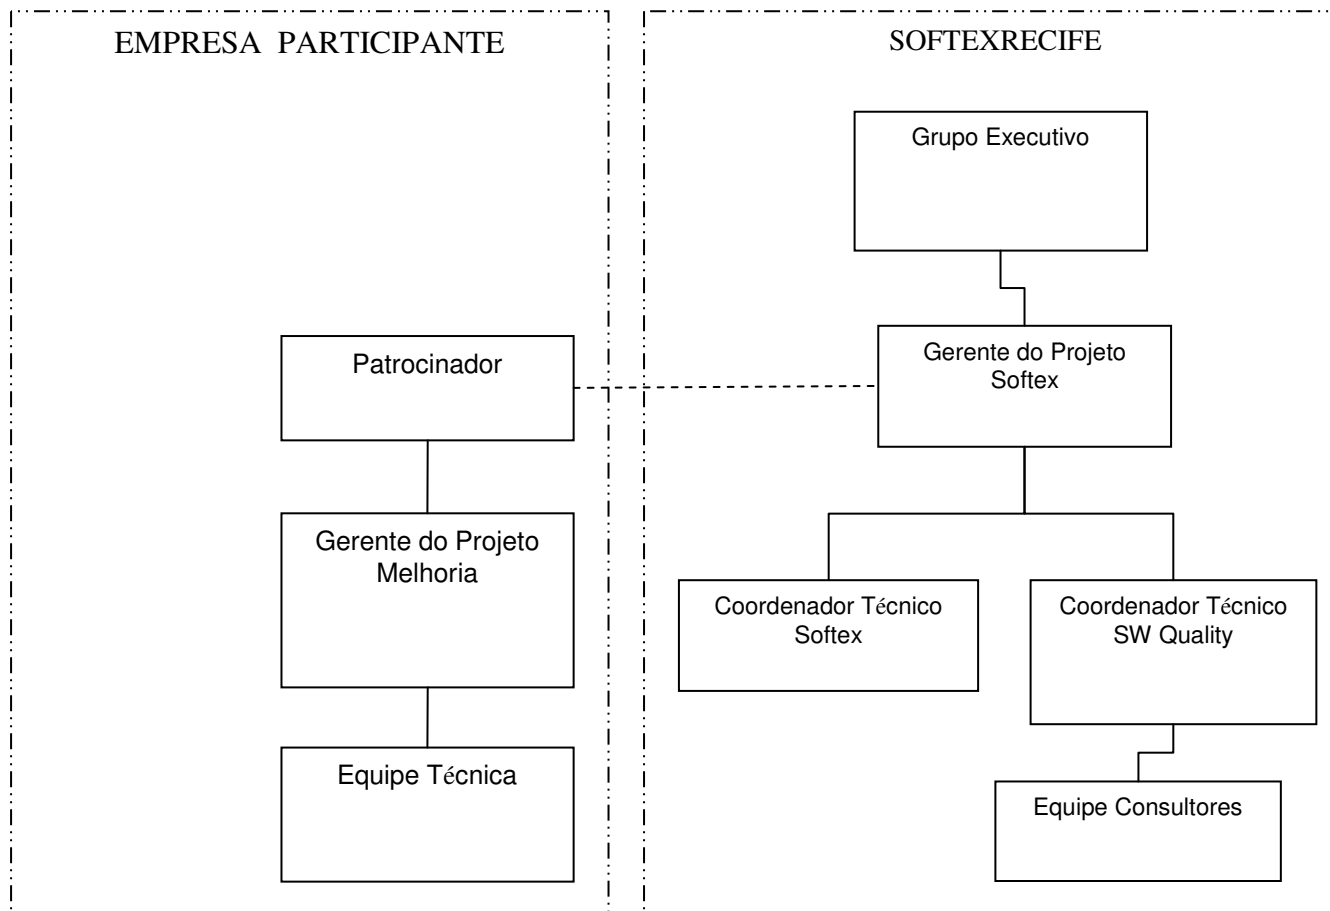 EMPRESA PARTICIPANTE
Patrocinador
Gerente do Projeto
Melhoria
Equipe Técnica
SOFTEXRECIFE
Grupo Executivo
Gerente do Projeto
Softex
Coordenador Técnico
Softex
Coordenador Técnico
SW Quality
Equipe Consultores